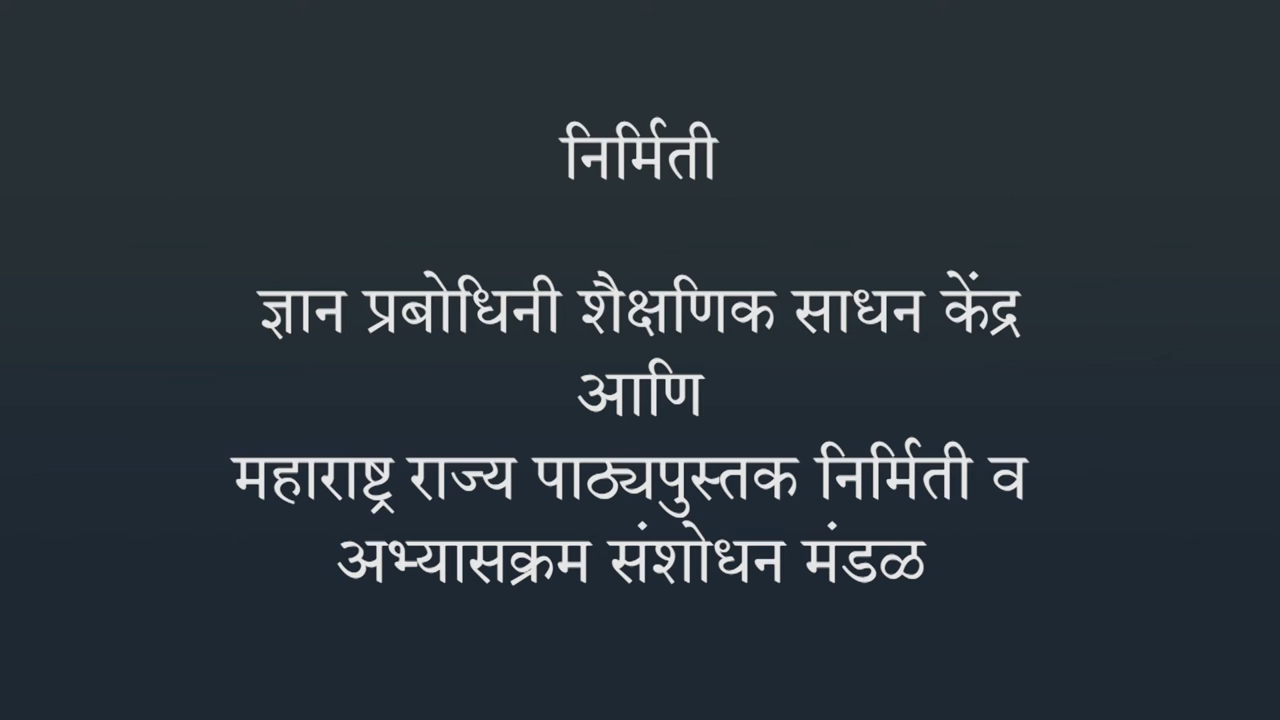 निर्मिती
ज्ञान प्रबोधिनी शैक्षणिक साधन केंद्र
आणि
महाराष्ट्र राज्य पाठ्यपुस्तक निर्मिती व
अभ्यासक्रम संशोधन मंडळ